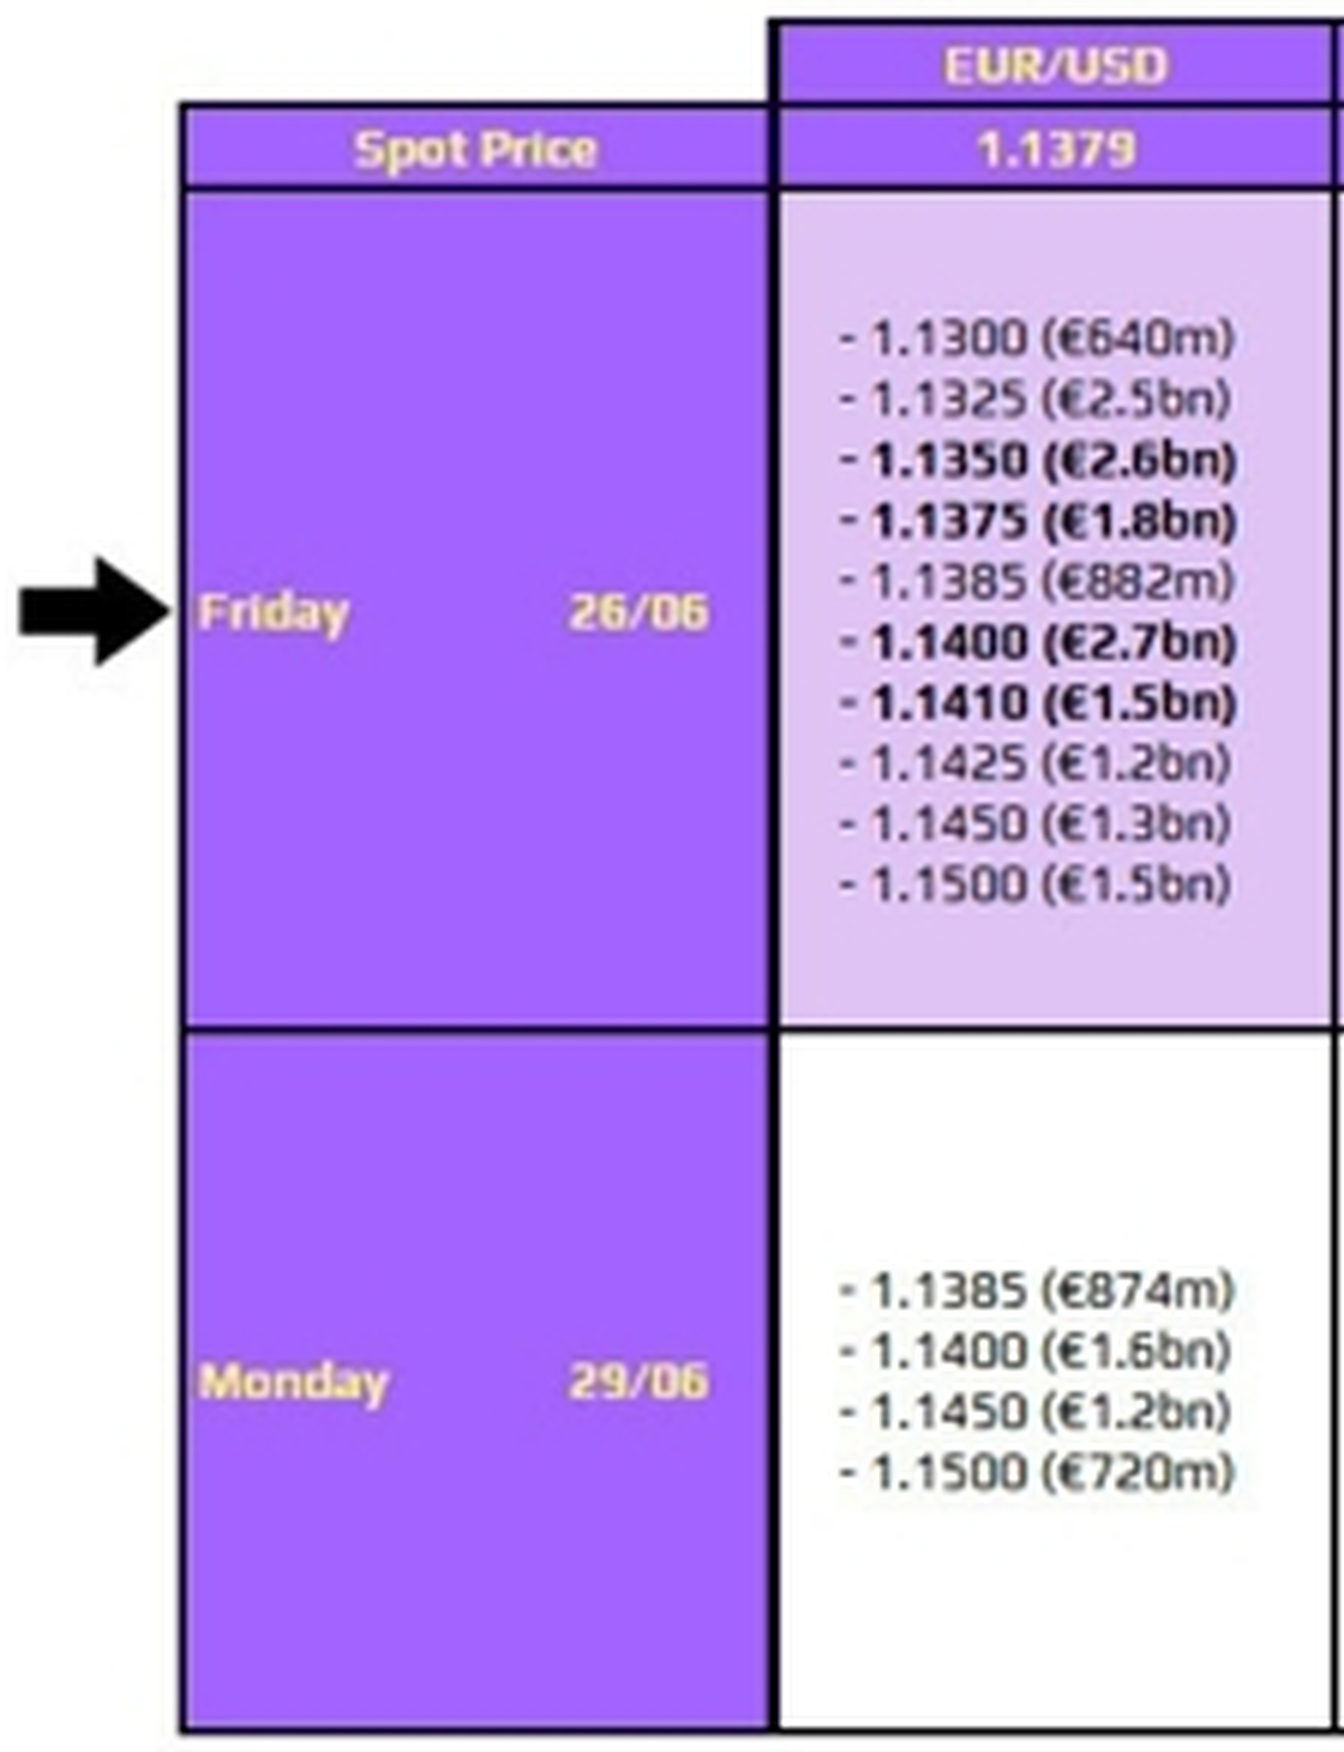 EUR/USD
Spot Price 1.1379
Friday 26/06
- 1.1300 (€640m)
- 1.1325 (€2.5bn)
- 1.1350 (€2.6bn)
- 1.1375 (€1.8bn)
- 1.1385 (€882m)
- 1.1400 (€2.7bn)
- 1.1410 (€1.5bn)
- 1.1425 (€1.2bn)
- 1.1450 (€1.3bn)
- 1.1500 (€1.5bn)
Monday 29/06
- 1.1385 (€874m)
- 1.1400 (€1.6bn)
- 1.1450 (€1.2bn)
- 1.1500 (€720m)